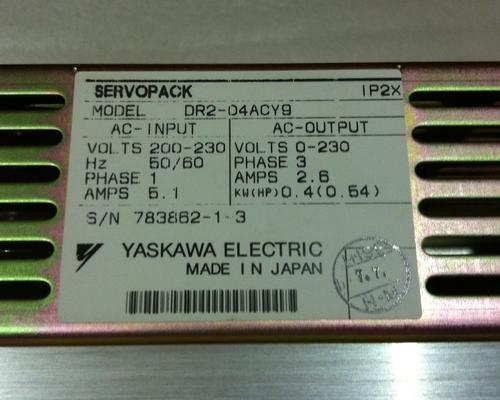 SERVOPACK IP2X
MODEL DR2-04ACY9
AC-INPUT AC-OUTPUT
VOLTS 200-230 VOLTS 0-230
Hz 50/60 PHASE 3
PHASE 1 AMPS 2.6
AMPS 5.1 KW(HP) 0.4(0.54)
S/N 783862-1-3
YASKAWA ELECTRIC
MADE IN JAPAN
7.7.